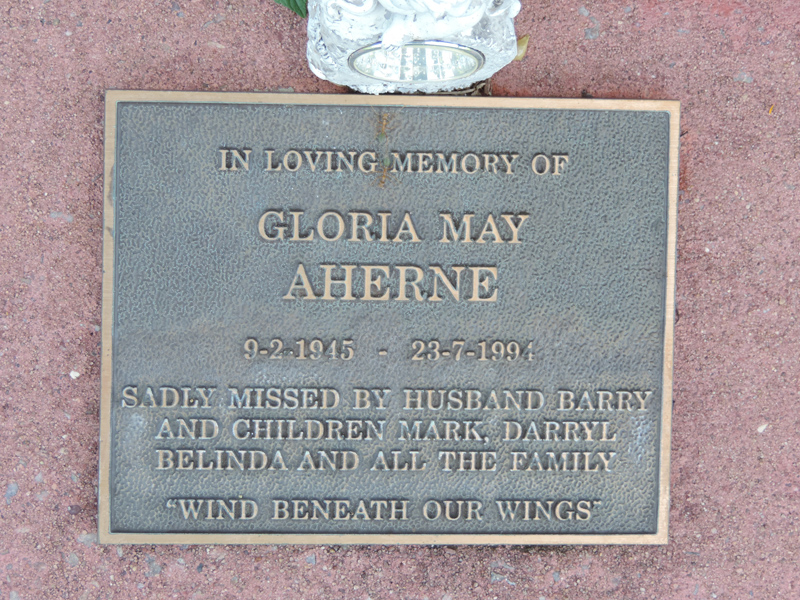 IN LOVING MEMORY OF
GLORIA MAY
AHERNE
9-2-1945 - 23-7-1994
SADLY MISSED BY HUSBAND BARRY
AND CHILDREN MARK, DARRYL
BELINDA AND ALL THE FAMILY
"WIND BENEATH OUR WINGS"